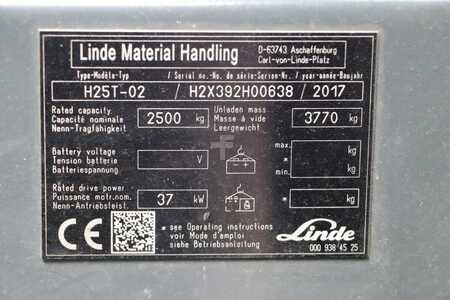 Linde Material Handling
D-63743 Aschaffenburg
Carl-von-Linde-Platz
Type-Modèle-Typ / Serial no.-No de série-Serien-Nr. / year-année-Baujahr
H25T-02 / H2X392H00638 / 2017
Rated capacity
Capacité nominale
Nenn-Tragfähigkeit
2500 kg
Unladen mass
Masse à vide
Leergewicht
3770 kg
Battery voltage
Tension batterie
Batteriespannung
V
max.
*
min.
kg
kg
Rated drive power
Puissance motr.nom.
Nenn-Antriebsleist.
37 kW
*
kg
CE
* see Operating instructions
voir Mode d'emploi
siehe Betriebsanleitung
Linde
000 938 45 25